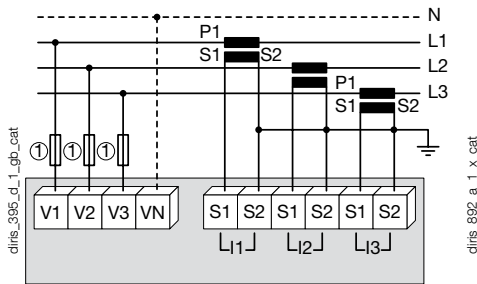 N
P1
L1
S1 S2
L2
P1
L3
S1 S2
① ① ①
V1 V2 V3 VN S1 S2 S1 S2 S1 S2
I1 I2 I3
diris_395_d_1_gb_cat
diris 892 a 1 x cat